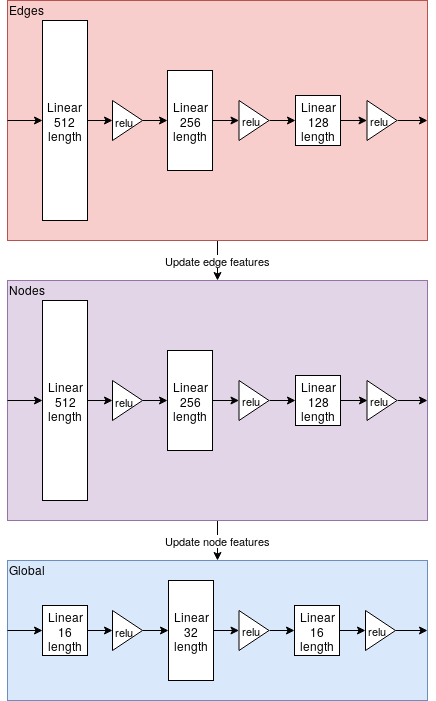 Edges
Linear
512
length
relu
Linear
256
length
relu
Linear
128
length
relu
Update edge features
Nodes
Linear
512
length
relu
Linear
256
length
relu
Linear
128
length
relu
Update node features
Global
Linear
16
length
relu
Linear
32
length
relu
Linear
16
length
relu